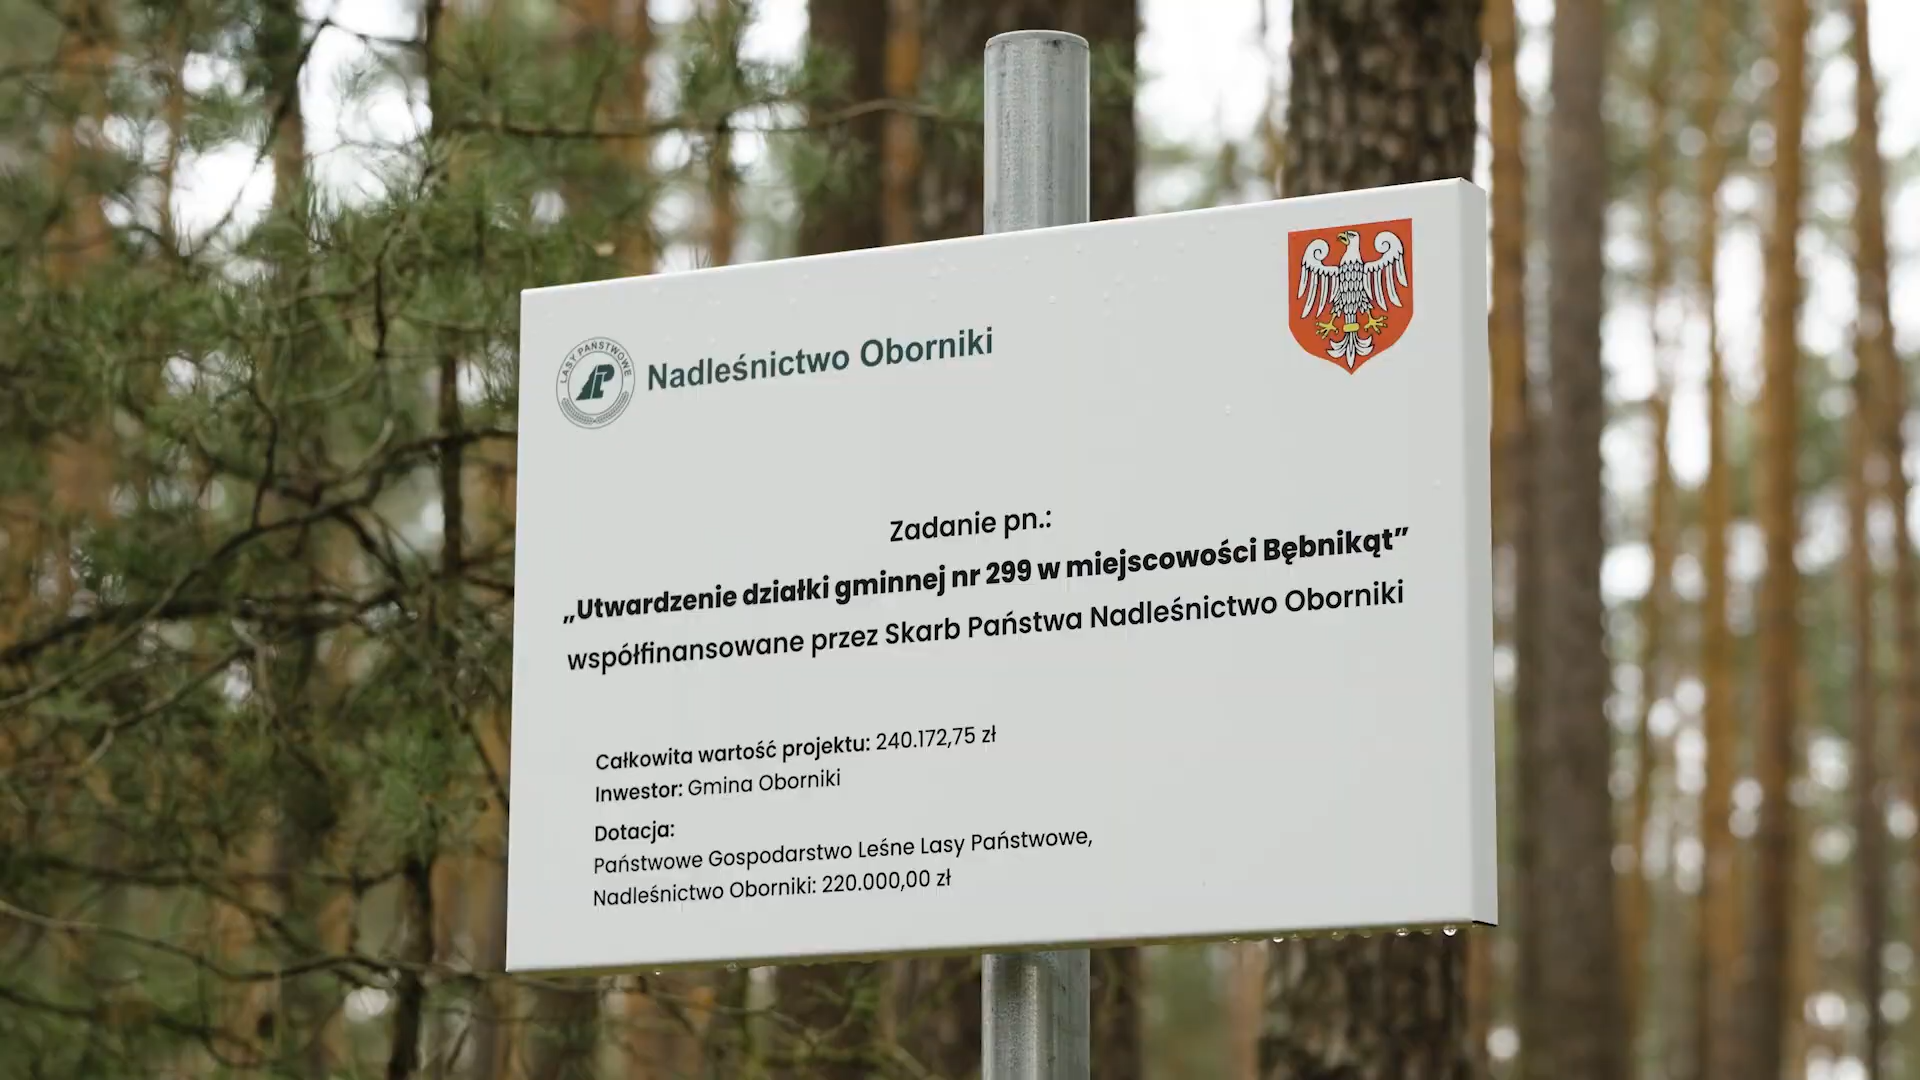 LASY PAŃSTWOWE
Nadleśnictwo Oborniki
Zadanie pn.:
„Utwardzenie działki gminnej nr 299 w miejscowości Bębnikąt”
współfinansowane przez Skarb Państwa Nadleśnictwo Oborniki
Całkowita wartość projektu: 240.172,75 zł
Inwestor: Gmina Oborniki
Dotacja:
Państwowe Gospodarstwo Leśne Lasy Państwowe,
Nadleśnictwo Oborniki: 220.000,00 zł